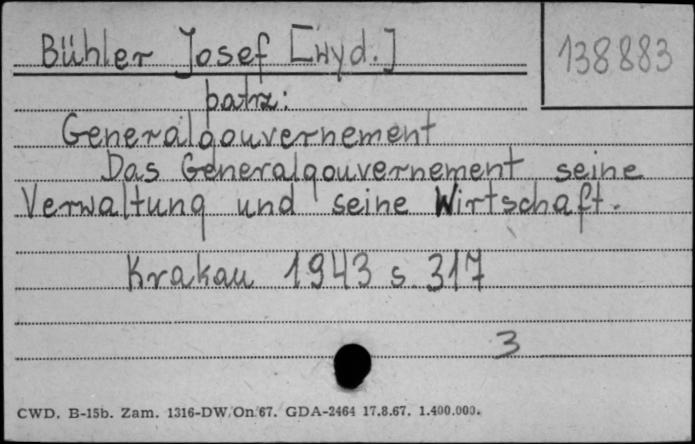 Bühler Josef [wyd.]
138883
patrz:
Generalgouvernement
Das Generalgouvernement seine
Verwaltung und seine Wirtschaft.
Krakau 1943 s. 317
3
CWD. B-15b. Zam. 1316-DW/On/67. GDA-2464 17.8.67. 1.400.000.